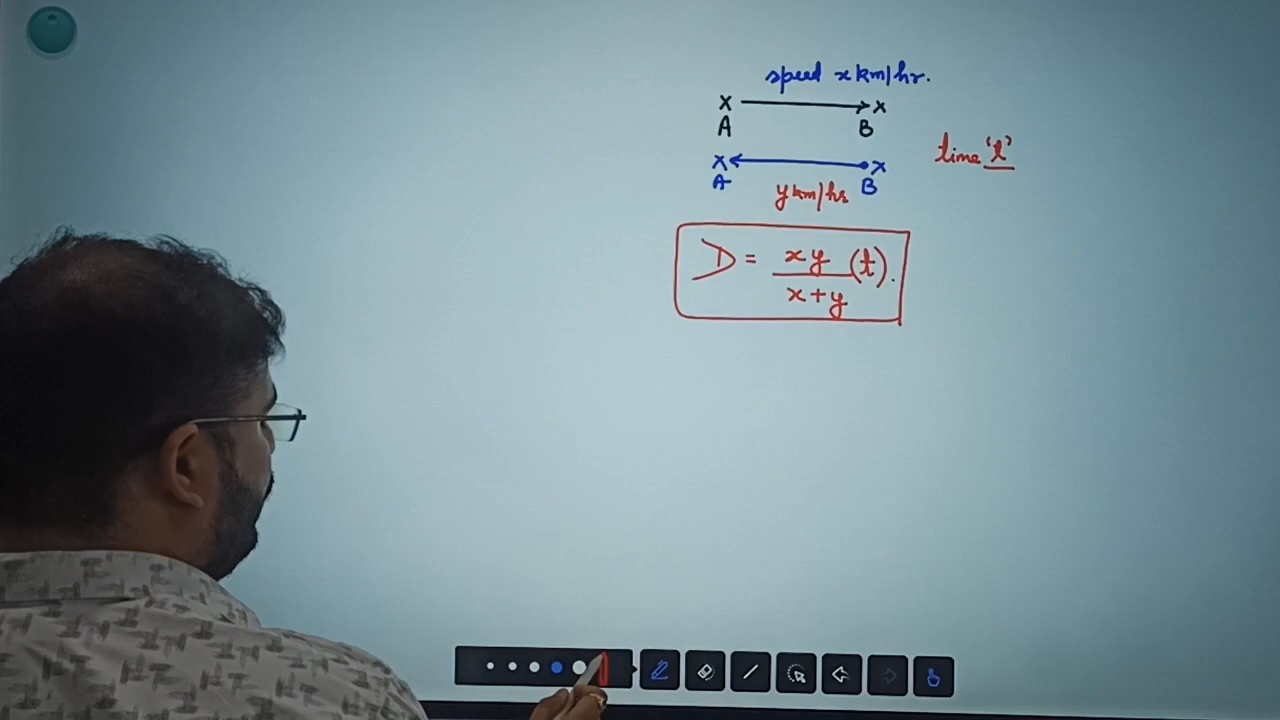 speed x km/hr.
x x
A B
time 't'
x x
A B
y km/hr
D = xy/x+y (t).